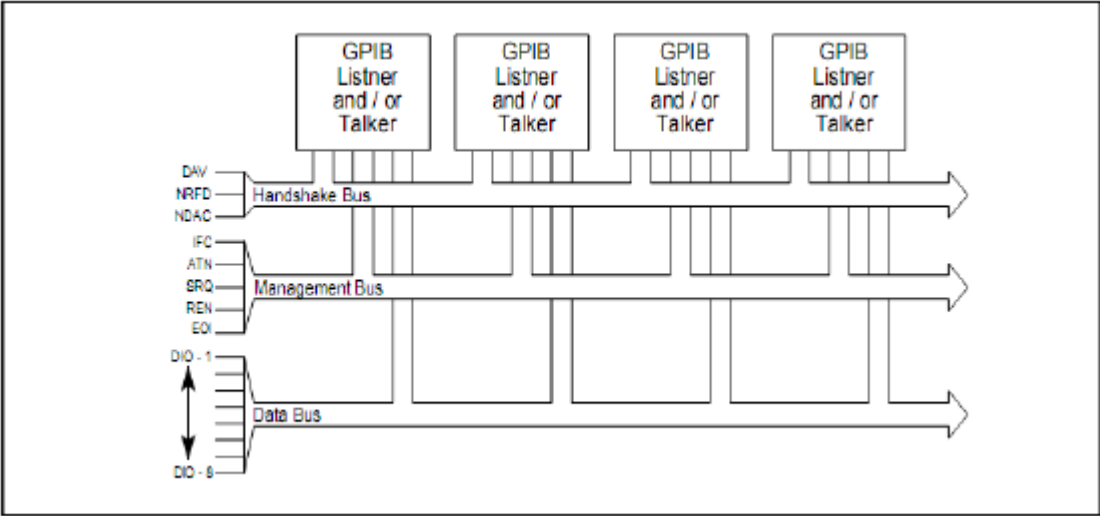 GPIB
Listner
and / or
Talker
GPIB
Listner
and / or
Talker
GPIB
Listner
and / or
Talker
GPIB
Listner
and / or
Talker
DAV
NRFD
NDAC
Handshake Bus
IFC
ATN
SRQ
REN
EOI
Management Bus
DIO - 1
Data Bus
DIO - 8